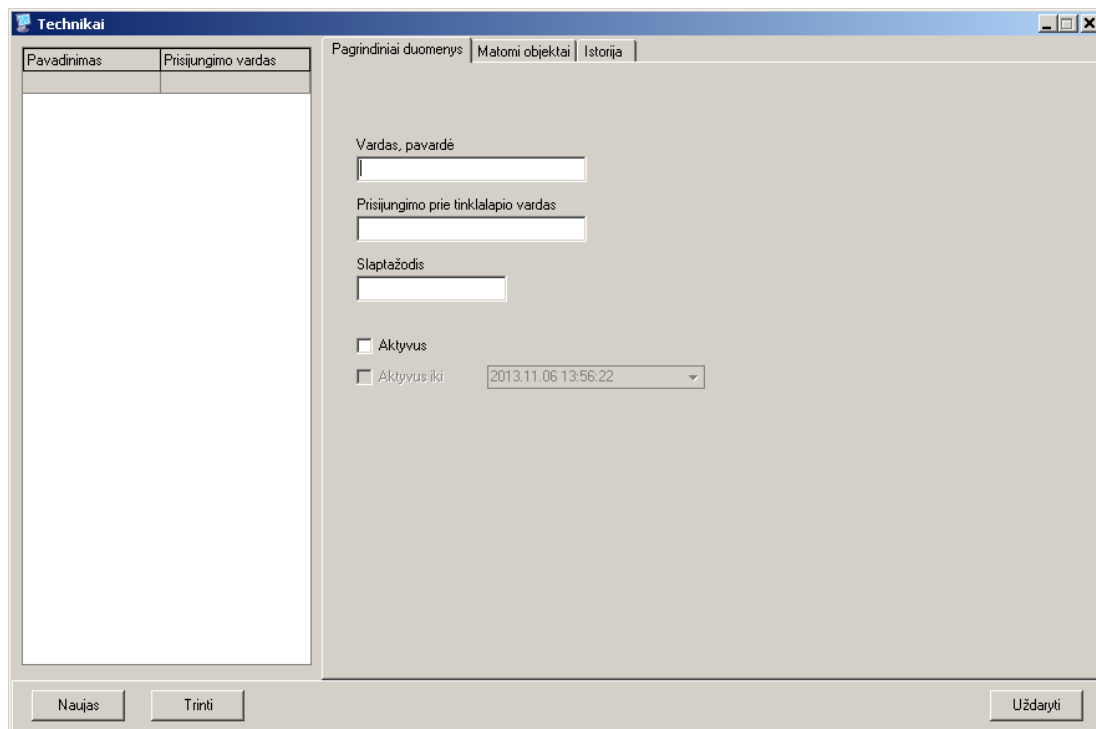 Technikai
Pavadinimas Prisijungimo vardas
Pagrindiniai duomenys Matomi objektai Istorija
Vardas, pavardė
Prisijungimo prie tinklalapio vardas
Slaptažodis
Aktyvus
Aktyvus iki 2013.11.06 13:56:22
Naujas Trinti Uždaryti